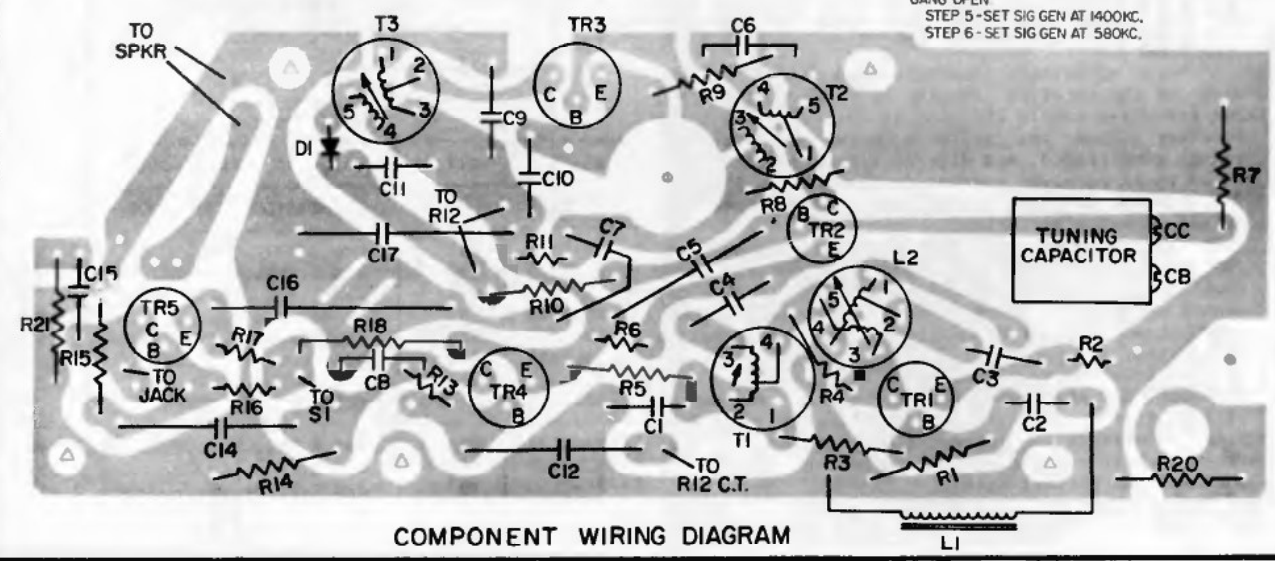 GANG OPEN
STEP 5-SET SIG GEN AT 1400KC.
STEP 6-SET SIG GEN AT 580KC.
TO
SPKR
T3
1
2
3
4
5
TR3
C
E
B
C6
R9
T2
4
5
3
2
1
C9
D1
C11
C10
TO
R12
R8
R7
B
C
TR2
E
C17
R11
C7
C5
C4
L2
5
1
4
2
3
TUNING
CAPACITOR
CC
CB
C15
C16
R10
R21
TR5
C
E
B
R15
R17
R18
R6
3
4
2
1
T1
R2
C3
TO
JACK
R16
TO
S1
C8
R13
C
E
TR4
B
R5
C1
R4
C
E
TR1
B
C2
C14
R14
C12
TO
R12 C.T.
R3
R1
R20
L1
COMPONENT WIRING DIAGRAM